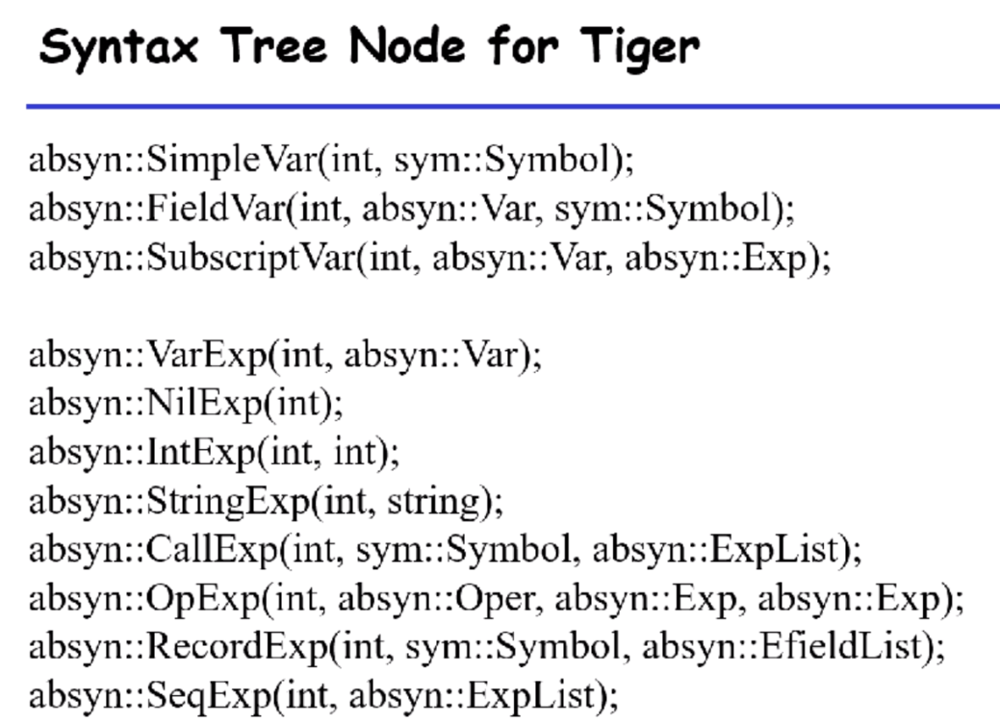 Syntax Tree Node for Tiger
absyn::SimpleVar(int, sym::Symbol);
absyn::FieldVar(int, absyn::Var, sym::Symbol);
absyn::SubscriptVar(int, absyn::Var, absyn::Exp);
absyn::VarExp(int, absyn::Var);
absyn::NilExp(int);
absyn::IntExp(int, int);
absyn::StringExp(int, string);
absyn::CallExp(int, sym::Symbol, absyn::ExpList);
absyn::OpExp(int, absyn::Oper, absyn::Exp, absyn::Exp);
absyn::RecordExp(int, sym::Symbol, absyn::EfieldList);
absyn::SeqExp(int, absyn::ExpList);